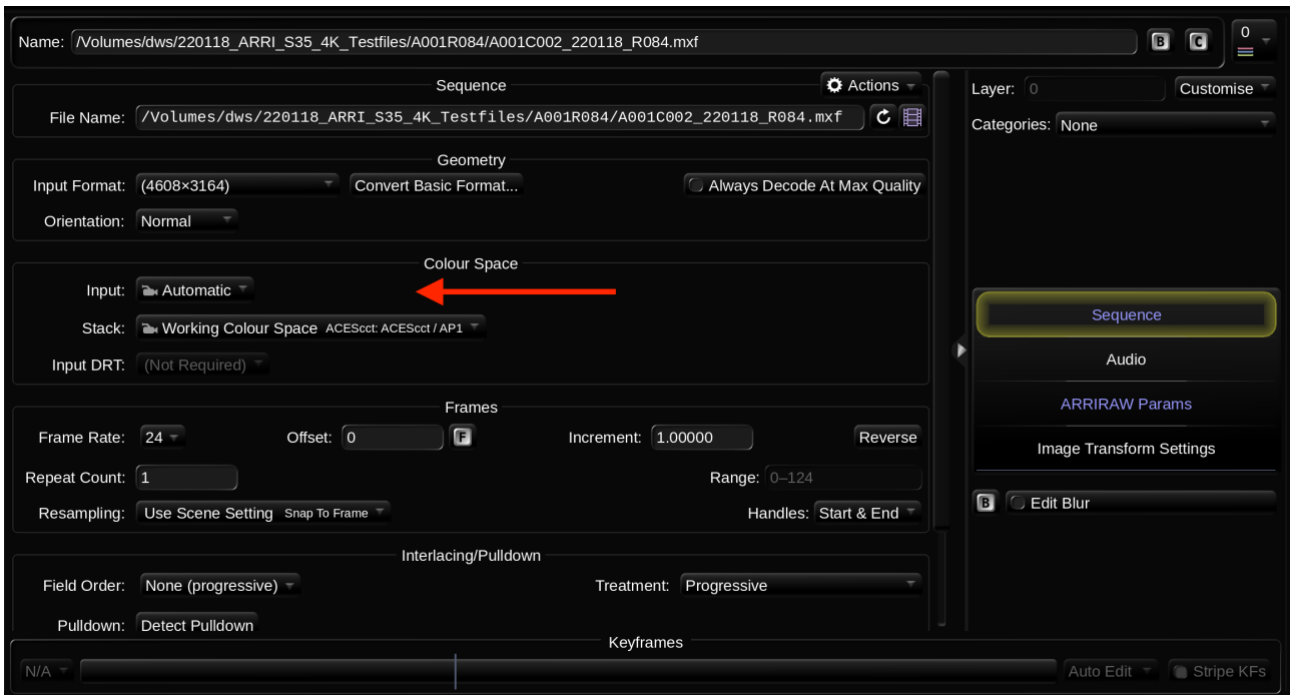 Name: /Volumes/dws/220118_ARRI_S35_4K_Testfiles/A001R084/A001C002_220118_R084.mxf B C 0
Sequence Actions
File Name: /Volumes/dws/220118_ARRI_S35_4K_Testfiles/A001R084/A001C002_220118_R084.mxf
Geometry
Input Format: (4608×3164) Convert Basic Format... Always Decode At Max Quality
Orientation: Normal
Colour Space
Input: Automatic
Stack: Working Colour Space ACEScct: ACEScct / AP1
Input DRT: (Not Required)
Frames
Frame Rate: 24 Offset: 0 F Increment: 1.00000 Reverse
Repeat Count: 1 Range: 0–124
Resampling: Use Scene Setting Snap To Frame Handles: Start & End
Interlacing/Pulldown
Field Order: None (progressive) Treatment: Progressive
Pulldown: Detect Pulldown
Layer: 0 Customise
Categories: None
Sequence
Audio
ARRIRAW Params
Image Transform Settings
B Edit Blur
Keyframes
N/A Auto Edit Stripe KFs